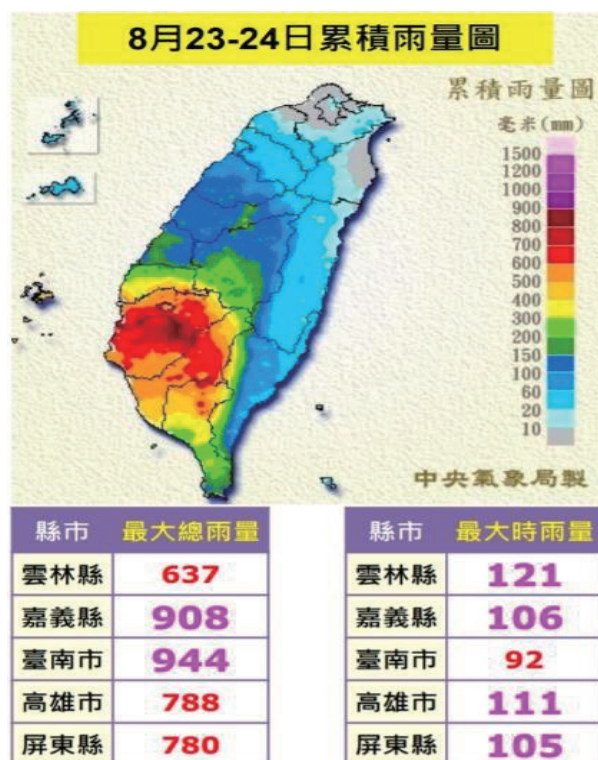 8月23-24日累積雨量圖
累積雨量圖
毫米(mm)
1500
1200
1000
900
800
700
600
500
400
300
200
150
100
60
20
10
中央氣象局製
縣市 最大總雨量
雲林縣 637
嘉義縣 908
臺南市 944
高雄市 788
屏東縣 780
縣市 最大時雨量
雲林縣 121
嘉義縣 106
臺南市 92
高雄市 111
屏東縣 105